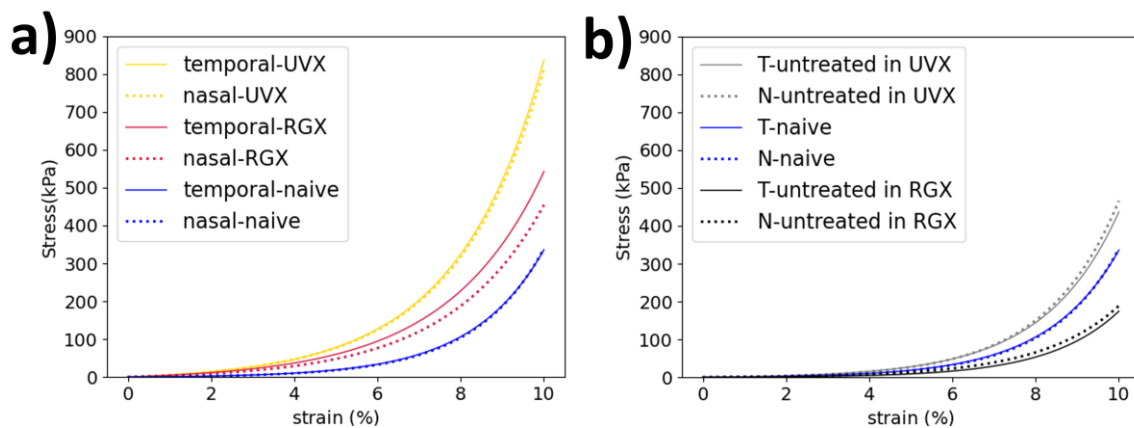 a)
900
800
700
600
500
400
300
200
100
0
Stress(kPa)
temporal-UVX
nasal-UVX
temporal-RGX
nasal-RGX
temporal-naive
nasal-naive
0 2 4 6 8 10
strain (%)
b)
900
800
700
600
500
400
300
200
100
0
Stress (kPa)
T-untreated in UVX
N-untreated in UVX
T-naive
N-naive
T-untreated in RGX
N-untreated in RGX
0 2 4 6 8 10
strain (%)